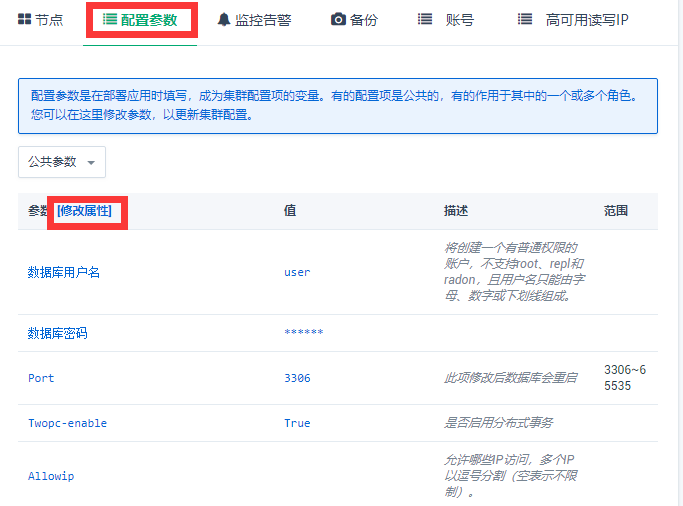 节点 配置参数 监控告警 备份 账号 高可用读写IP
配置参数是在部署应用时填写，成为集群配置项的变量。有的配置项是公共的，有的作用于其中的一个或多个角色。
您可以在这里修改参数，以更新集群配置。
公共参数
参数 [修改属性] 值 描述 范围
将创建一个有普通权限的
账户，不支持root、repl和
数据库用户名 user radon，且用户名只能由字
母、数字或下划线组成。
数据库密码 ******
Port 3306 此项修改后数据库会重启 3306~6
5535
Twopc-enable True 是否启用分布式事务
允许哪些IP访问，多个IP
Allowip 以逗号分割（空表示不限
制）。